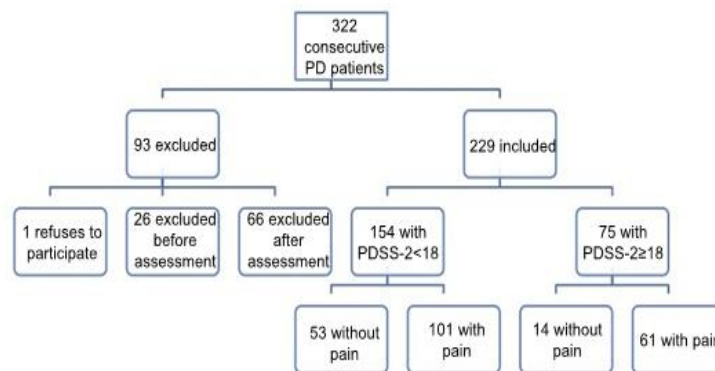 322
consecutive
PD patients
93 excluded
229 included
1 refuses to
participate
26 excluded
before
assessment
66 excluded
after
assessment
154 with
PDSS-2<18
75 with
PDSS-2≥18
53 without
pain
101 with
pain
14 without
pain
61 with pain